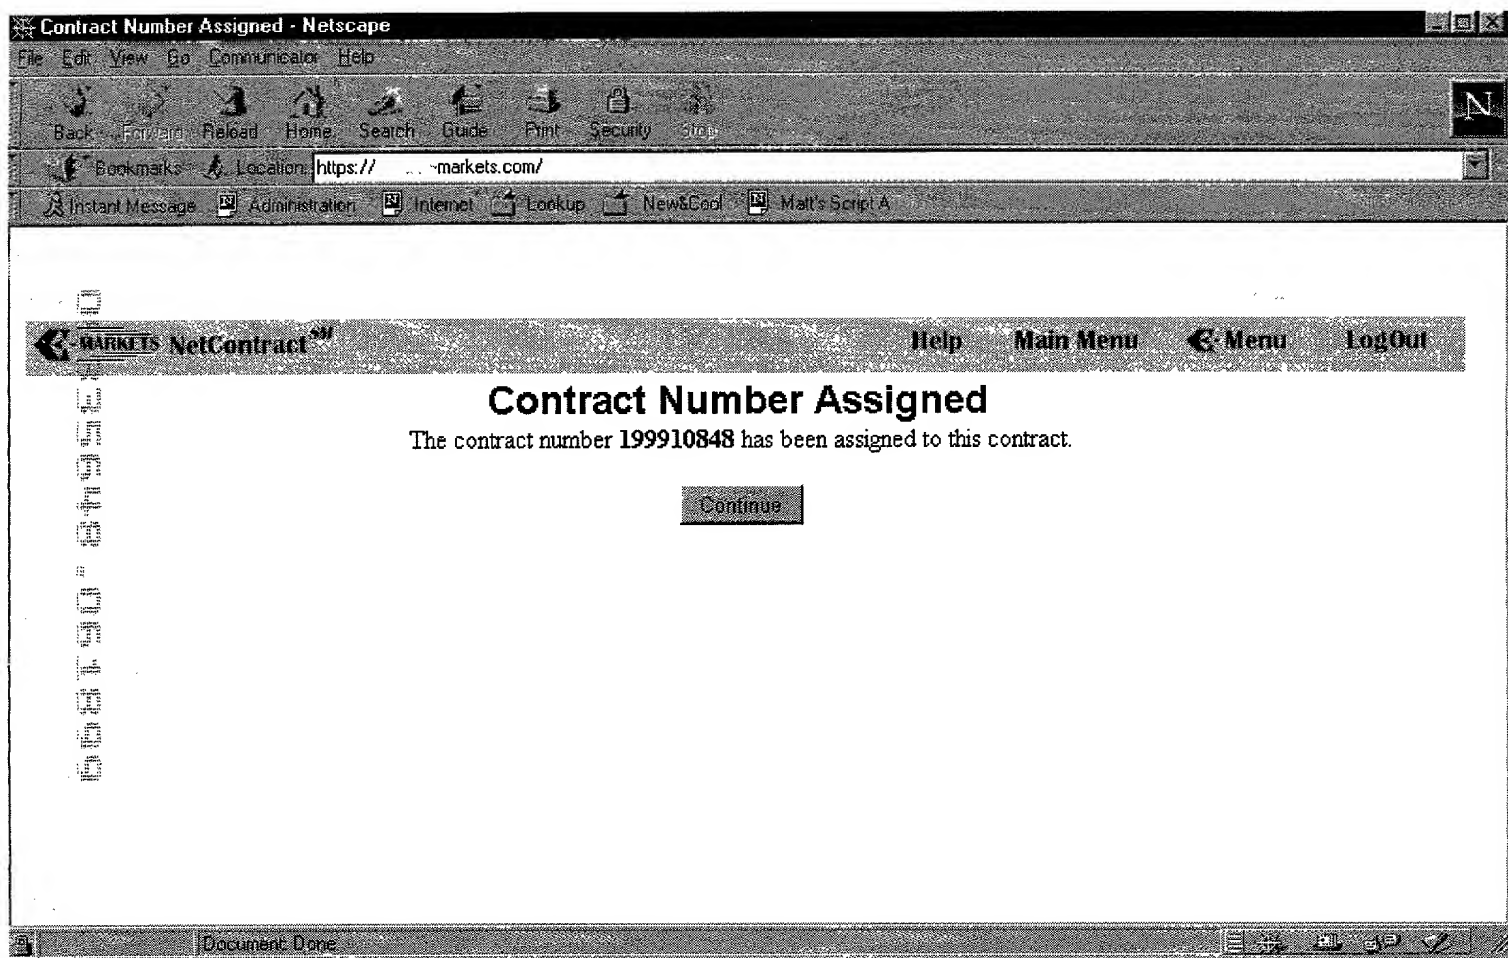 Contract Number Assigned - Netscape
File Edit View Go Communicator Help
Back Forward Reload Home Search Guide Print Security Stop
Bookmarks Location: https:// ... -markets.com/
Instant Message Administration Internet Lookup New&Cool Matt's Script A
MARKETS NetContract SM Help Main Menu Menu LogOut
Contract Number Assigned
The contract number 199910848 has been assigned to this contract.
Continue
Document: Done